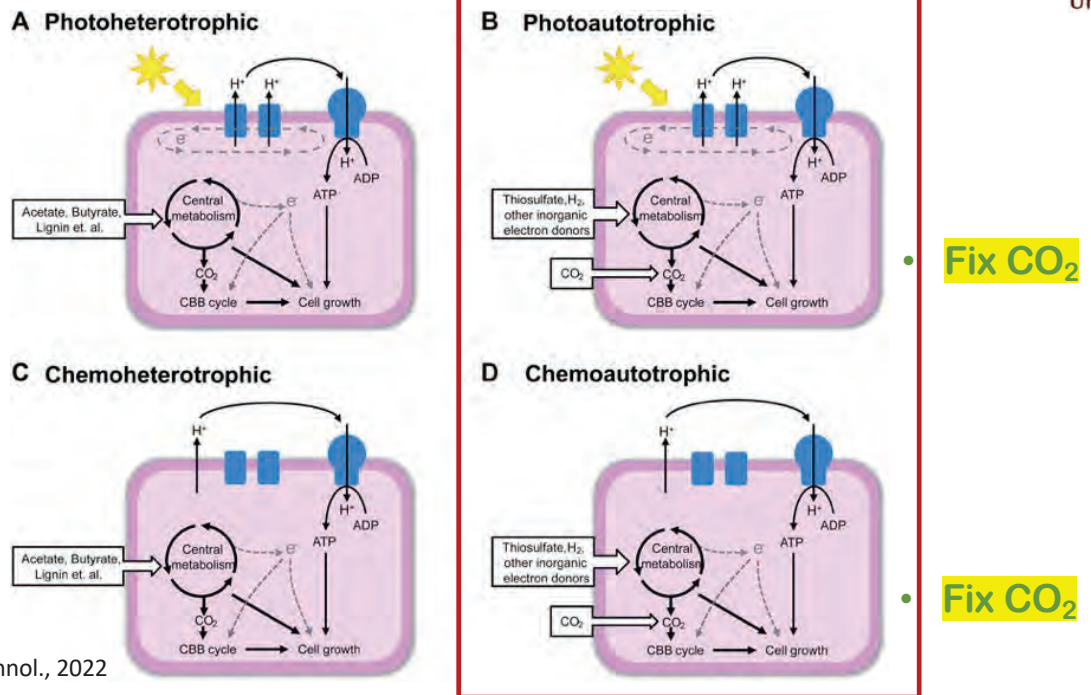 A Photoheterotrophic
H⁺
H⁺
e⁻
H⁺
ADP
ATP
Acetate, Butyrate,
Lignin et. al.
Central
metabolism
e⁻
CO₂
CBB cycle
Cell growth
B Photoautotrophic
H⁺
H⁺
e⁻
H⁺
ADP
ATP
Thiosulfate,H₂,
other inorganic
electron donors
Central
metabolism
e⁻
CO₂
CO₂
CBB cycle
Cell growth
• Fix CO₂
C Chemoheterotrophic
H⁺
H⁺
ADP
ATP
Acetate, Butyrate,
Lignin et. al.
Central
metabolism
e⁻
CO₂
CBB cycle
Cell growth
D Chemoautotrophic
H⁺
H⁺
ADP
ATP
Thiosulfate,H₂,
other inorganic
electron donors
Central
metabolism
e⁻
CO₂
CO₂
CBB cycle
Cell growth
• Fix CO₂
nnol., 2022